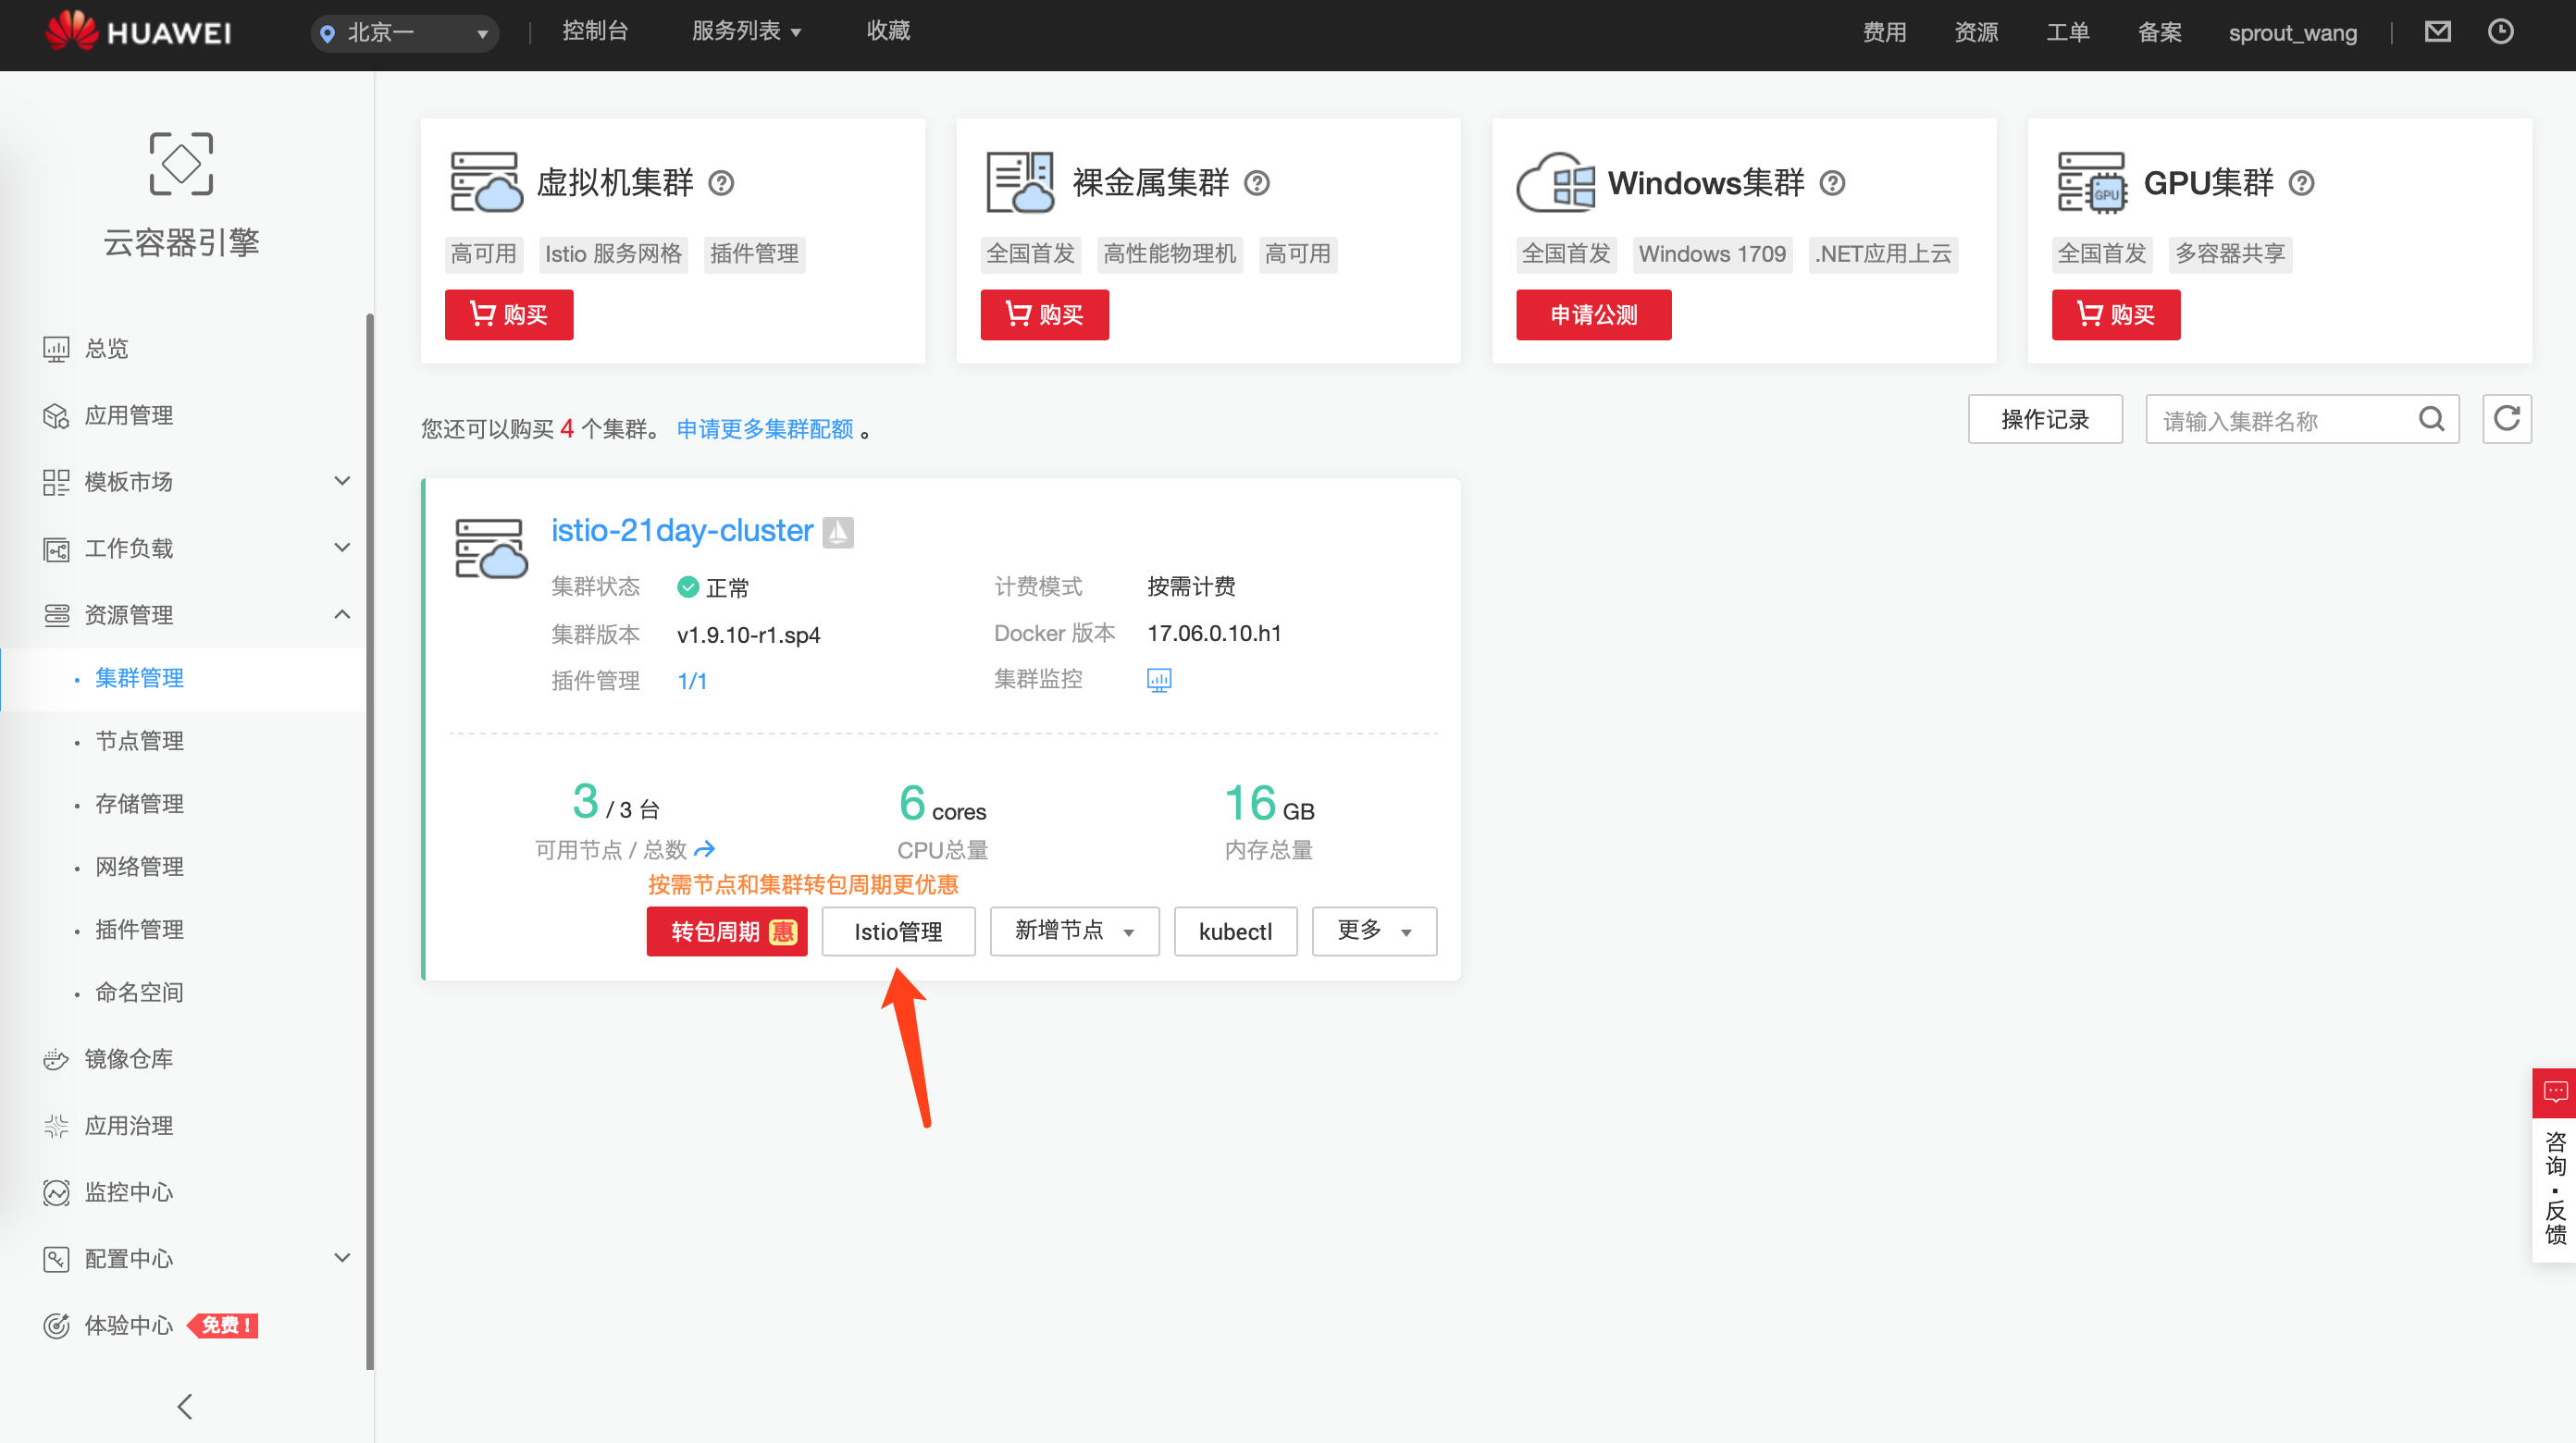 HUAWEI 北京一 控制台 服务列表 收藏 费用 资源 工单 备案 sprout_wang
云容器引擎
总览
应用管理
模板市场
工作负载
资源管理
集群管理
节点管理
存储管理
网络管理
插件管理
命名空间
镜像仓库
应用治理
监控中心
配置中心
体验中心 免费！
虚拟机集群
高可用 Istio 服务网格 插件管理
购买
裸金属集群
全国首发 高性能物理机 高可用
购买
Windows集群
全国首发 Windows 1709 .NET应用上云
申请公测
GPU
GPU集群
全国首发 多容器共享
购买
您还可以购买 4 个集群。 申请更多集群配额 。
操作记录 请输入集群名称
istio-21day-cluster
集群状态 正常 计费模式 按需计费
集群版本 v1.9.10-r1.sp4 Docker 版本 17.06.0.10.h1
插件管理 1/1 集群监控
3 / 3 台 6 cores 16 GB
可用节点 / 总数 CPU总量 内存总量
按需节点和集群转包周期更优惠
转包周期 惠 Istio管理 新增节点 kubectl 更多
咨询·反馈